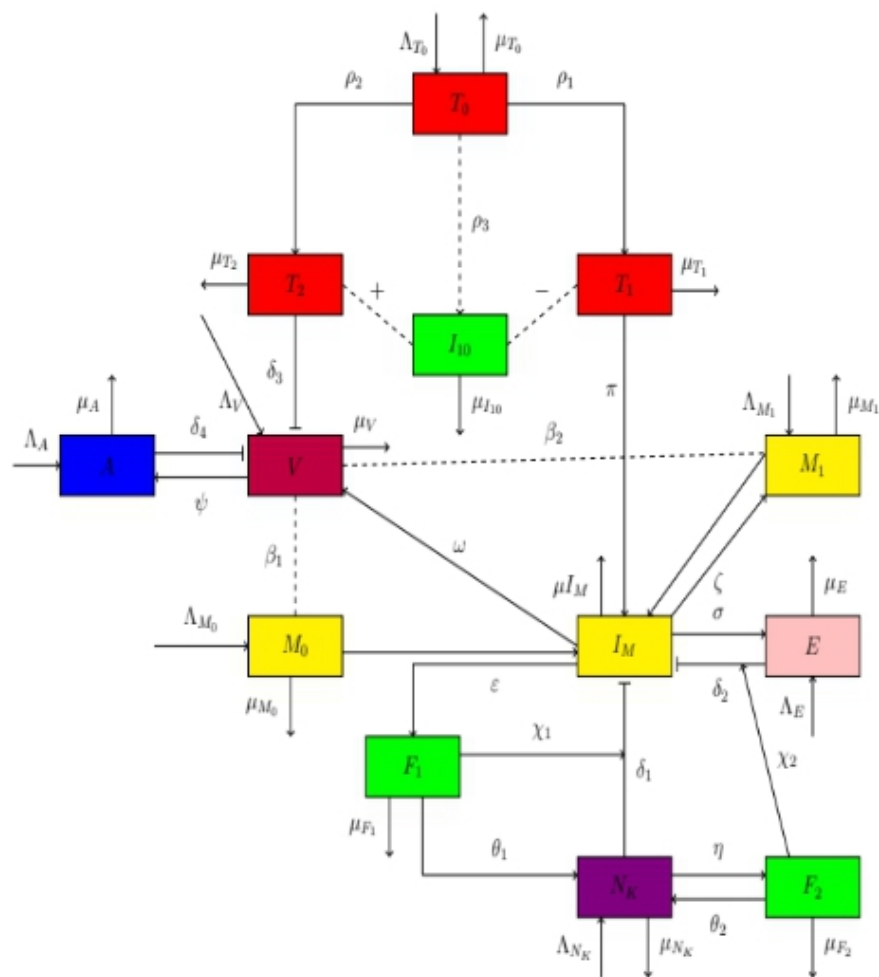 Λ_{T_0} μ_{T_0}
ρ_2 T_0 ρ_1
ρ_3
μ_{T_2} T_2 + − T_1 μ_{T_1}
I_{10}
δ_3 Λ_V μ_{I_{10}} π Λ_{M_1} μ_{M_1}
μ_A δ_4 μ_V β_2
Λ_A A V M_1
ψ
β_1 ω ζ
Λ_{M_0} μI_M σ μ_E
M_0 I_M E
μ_{M_0} ε δ_2 Λ_E
F_1 χ_1 δ_1 χ_2
μ_{F_1} θ_1 η
N_K F_2
θ_2
Λ_{N_K} μ_{N_K} μ_{F_2}